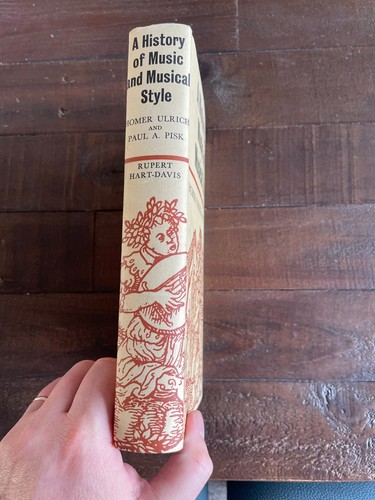 A History
of Music
and Musical
Style
HOMER ULRICH
AND
PAUL A. PISK
RUPERT
HART-DAVIS